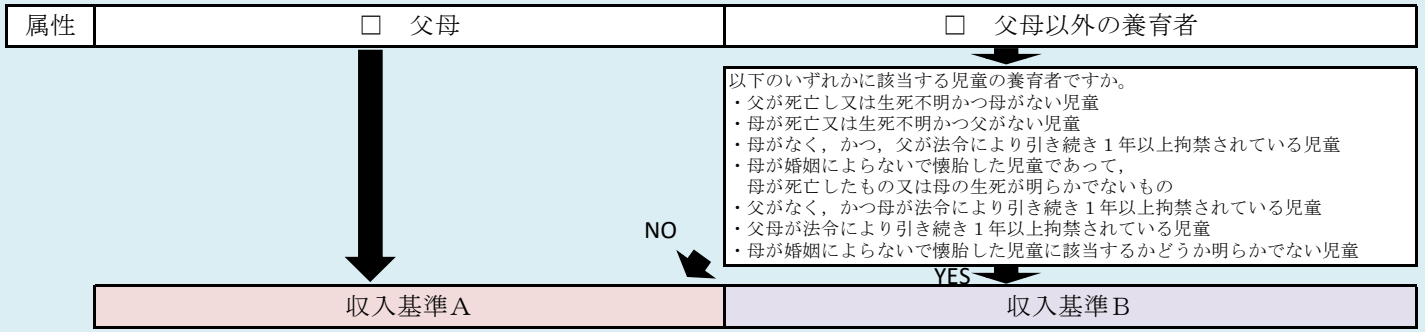 属性
□ 父母
□ 父母以外の養育者
以下のいずれかに該当する児童の養育者ですか。
・父が死亡し又は生死不明かつ母がない児童
・母が死亡又は生死不明かつ父がない児童
・母がなく，かつ，父が法令により引き続き１年以上拘禁されている児童
・母が婚姻によらないで懐胎した児童であって，
母が死亡したもの又は母の生死が明らかでないもの
・父がなく，かつ母が法令により引き続き１年以上拘禁されている児童
・父母が法令により引き続き１年以上拘禁されている児童
・母が婚姻によらないで懐胎した児童に該当するかどうか明らかでない児童
NO
YES
収入基準Ａ
収入基準Ｂ